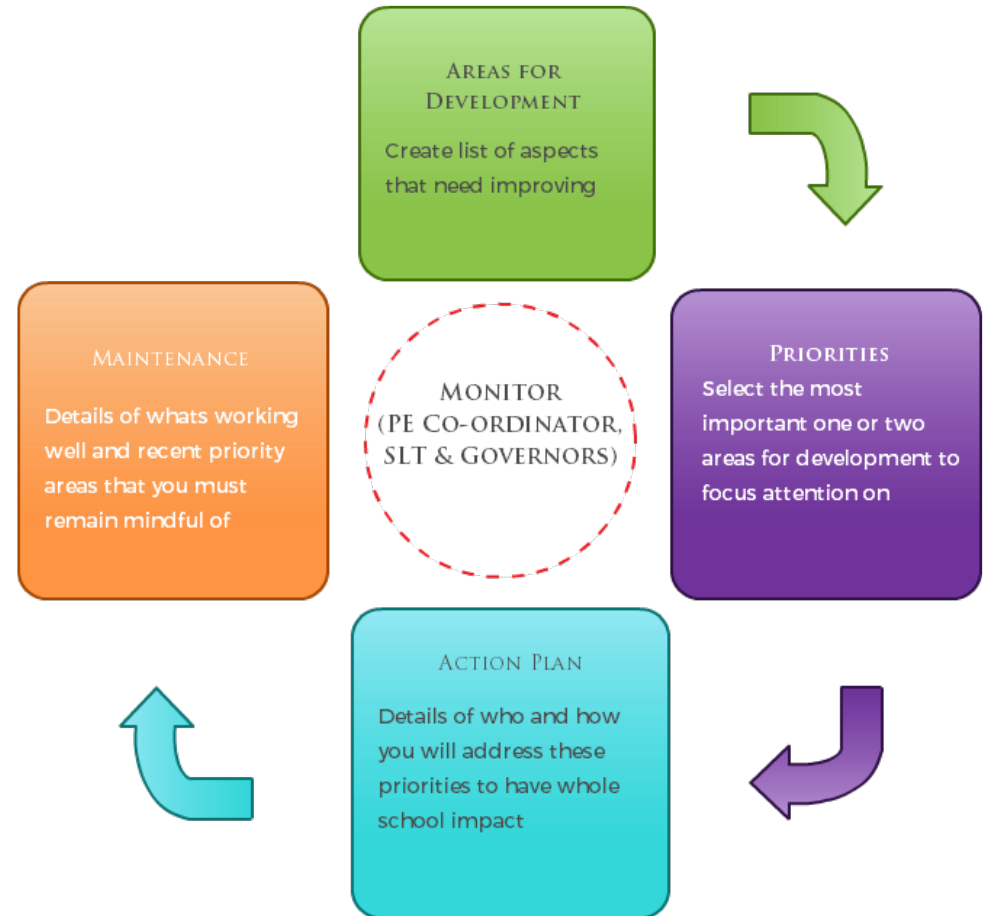 Areas for
Development
Create list of aspects
that need improving
Priorities
Select the most
important one or two
areas for development to
focus attention on
Action Plan
Details of who and how
you will address these
priorities to have whole
school impact
Maintenance
Details of whats working
well and recent priority
areas that you must
remain mindful of
Monitor
(PE Co-ordinator,
SLT & Governors)